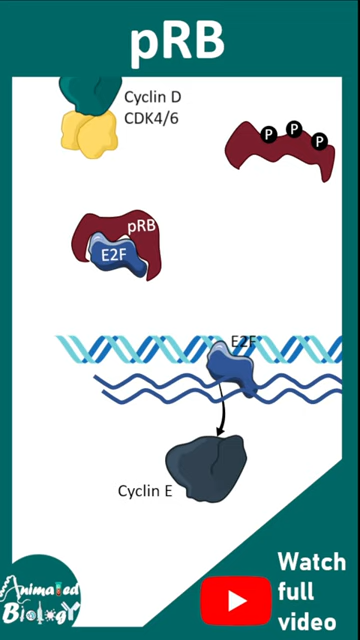 pRB
Cyclin D
CDK4/6
P P P
pRB
E2F
E2F
Cyclin E
Watch
full
video
Animated
Biology